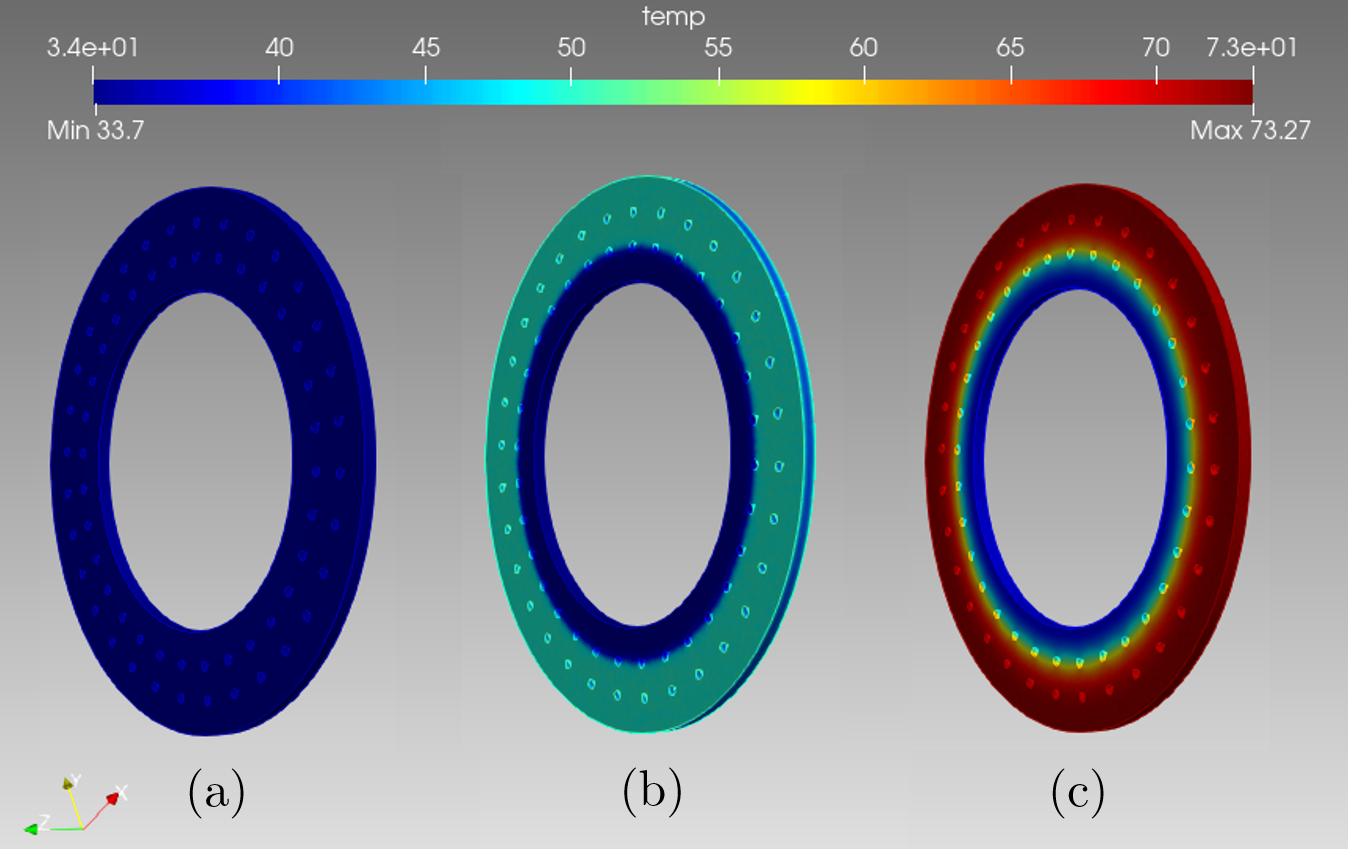 temp
3.4e+01 40 45 50 55 60 65 70 7.3e+01
Min 33.7 Max 73.27
Y
X
Z
(a) (b) (c)